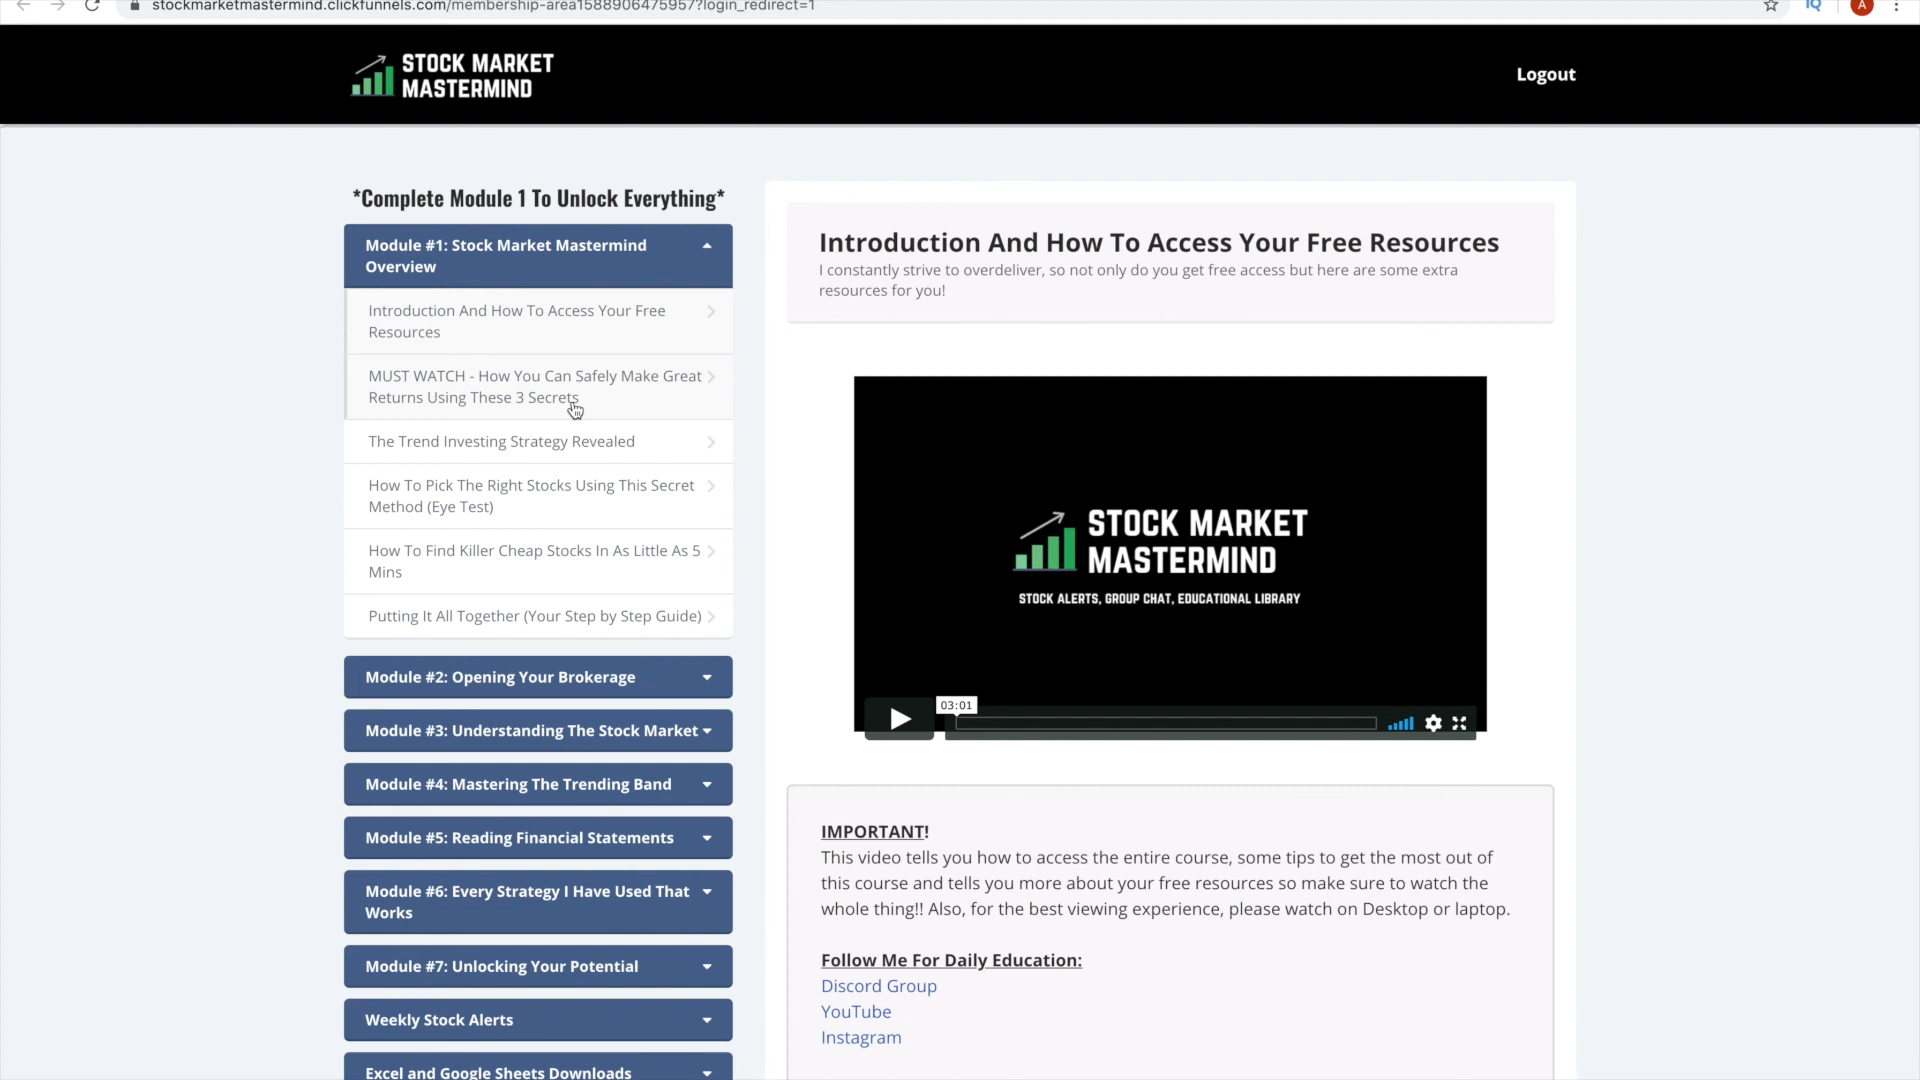 stockmarketmastermind.clickfunnels.com/membership-area1588906475957?login_redirect=1
IQ
A
STOCK MARKET
MASTERMIND
Logout
*Complete Module 1 To Unlock Everything*
Module #1: Stock Market Mastermind
Overview
Introduction And How To Access Your Free
Resources
MUST WATCH - How You Can Safely Make Great
Returns Using These 3 Secrets
The Trend Investing Strategy Revealed
How To Pick The Right Stocks Using This Secret
Method (Eye Test)
How To Find Killer Cheap Stocks In As Little As 5
Mins
Putting It All Together (Your Step by Step Guide)
Module #2: Opening Your Brokerage
Module #3: Understanding The Stock Market
Module #4: Mastering The Trending Band
Module #5: Reading Financial Statements
Module #6: Every Strategy I Have Used That
Works
Module #7: Unlocking Your Potential
Weekly Stock Alerts
Excel and Google Sheets Downloads
Introduction And How To Access Your Free Resources
I constantly strive to overdeliver, so not only do you get free access but here are some extra
resources for you!
STOCK MARKET
MASTERMIND
STOCK ALERTS, GROUP CHAT, EDUCATIONAL LIBRARY
03:01
IMPORTANT!
This video tells you how to access the entire course, some tips to get the most out of
this course and tells you more about your free resources so make sure to watch the
whole thing!! Also, for the best viewing experience, please watch on Desktop or laptop.
Follow Me For Daily Education:
Discord Group
YouTube
Instagram